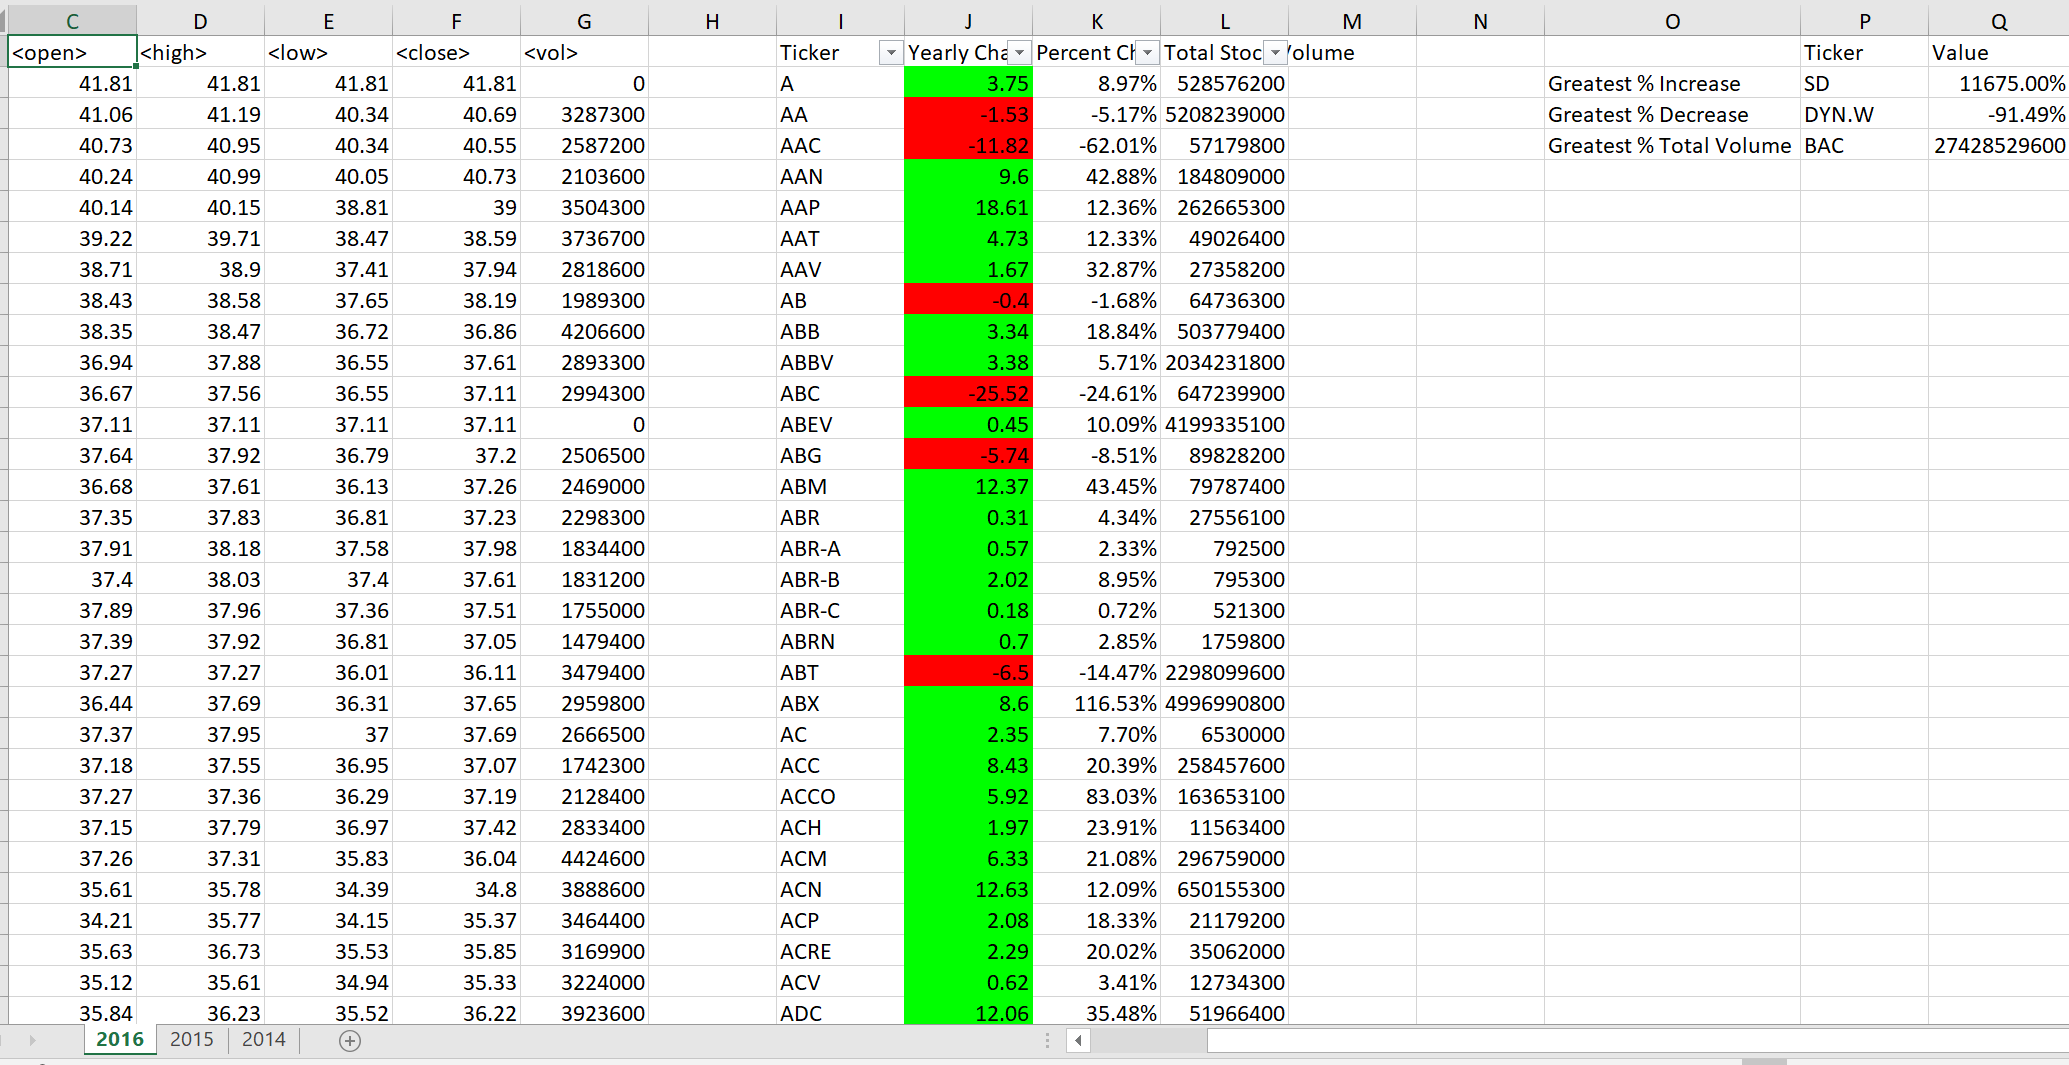 C D E F G H I J K L M N O P Q
<open> <high> <low> <close> <vol> Ticker Yearly Cha Percent Ch Total Stoc Volume Ticker Value
41.81 41.81 41.81 41.81 0 A 3.75 8.97% 528576200 Greatest % Increase SD 11675.00%
41.06 41.19 40.34 40.69 3287300 AA -1.53 -5.17% 5208239000 Greatest % Decrease DYN.W -91.49%
40.73 40.95 40.34 40.55 2587200 AAC -11.82 -62.01% 57179800 Greatest % Total Volume BAC 27428529600
40.24 40.99 40.05 40.73 2103600 AAN 9.6 42.88% 184809000
40.14 40.15 38.81 39 3504300 AAP 18.61 12.36% 262665300
39.22 39.71 38.47 38.59 3736700 AAT 4.73 12.33% 49026400
38.71 38.9 37.41 37.94 2818600 AAV 1.67 32.87% 27358200
38.43 38.58 37.65 38.19 1989300 AB -0.4 -1.68% 64736300
38.35 38.47 36.72 36.86 4206600 ABB 3.34 18.84% 503779400
36.94 37.88 36.55 37.61 2893300 ABBV 3.38 5.71% 2034231800
36.67 37.56 36.55 37.11 2994300 ABC -25.52 -24.61% 647239900
37.11 37.11 37.11 37.11 0 ABEV 0.45 10.09% 4199335100
37.64 37.92 36.79 37.2 2506500 ABG -5.74 -8.51% 89828200
36.68 37.61 36.13 37.26 2469000 ABM 12.37 43.45% 79787400
37.35 37.83 36.81 37.23 2298300 ABR 0.31 4.34% 27556100
37.91 38.18 37.58 37.98 1834400 ABR-A 0.57 2.33% 792500
37.4 38.03 37.4 37.61 1831200 ABR-B 2.02 8.95% 795300
37.89 37.96 37.36 37.51 1755000 ABR-C 0.18 0.72% 521300
37.39 37.92 36.81 37.05 1479400 ABRN 0.7 2.85% 1759800
37.27 37.27 36.01 36.11 3479400 ABT -6.5 -14.47% 2298099600
36.44 37.69 36.31 37.65 2959800 ABX 8.6 116.53% 4996990800
37.37 37.95 37 37.69 2666500 AC 2.35 7.70% 6530000
37.18 37.55 36.95 37.07 1742300 ACC 8.43 20.39% 258457600
37.27 37.36 36.29 37.19 2128400 ACCO 5.92 83.03% 163653100
37.15 37.79 36.97 37.42 2833400 ACH 1.97 23.91% 11563400
37.26 37.31 35.83 36.04 4424600 ACM 6.33 21.08% 296759000
35.61 35.78 34.39 34.8 3888600 ACN 12.63 12.09% 650155300
34.21 35.77 34.15 35.37 3464400 ACP 2.08 18.33% 21179200
35.63 36.73 35.53 35.85 3169900 ACRE 2.29 20.02% 35062000
35.12 35.61 34.94 35.33 3224000 ACV 0.62 3.41% 12734300
35.84 36.23 35.52 36.22 3923600 ADC 12.06 35.48% 51966400
2016 2015 2014